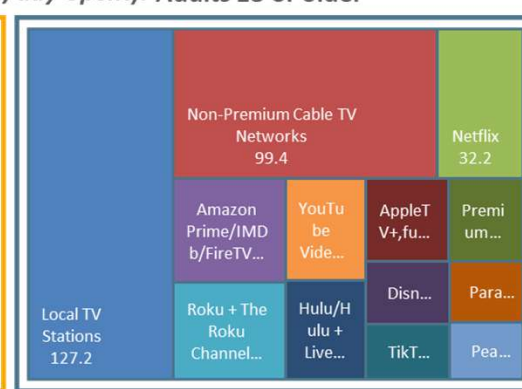 Adults 18 or Older
Non-Premium Cable TV
Networks
99.4
Netflix
32.2
Amazon
Prime/IMD
b/FireTV...
YouTu
be
Vide...
AppleT
V+,fu...
Premi
um...
Local TV
Stations
127.2
Roku + The
Roku
Channel...
Hulu/H
ulu +
Live...
Disn...
Para...
TikT...
Pea...